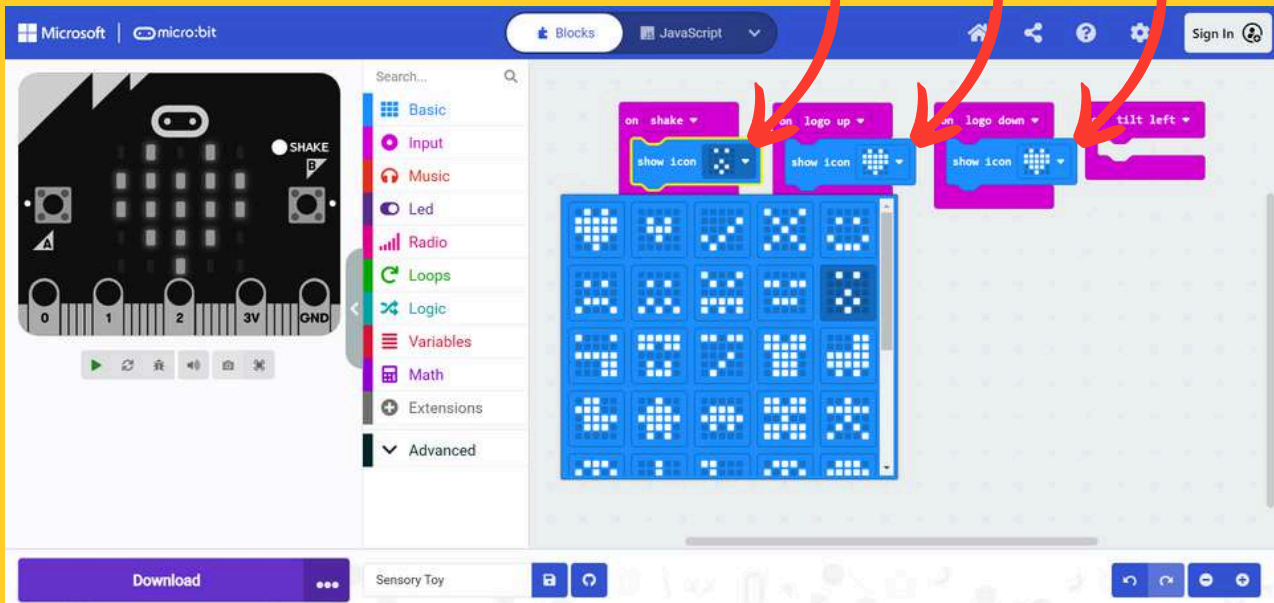 Microsoft | micro:bit
Blocks
JavaScript
Sign In
Search...
Basic
Input
Music
Led
Radio
Loops
Logic
Variables
Math
Extensions
Advanced
SHAKE
B
A
0 1 2 3V GND
on shake
show icon
on logo up
show icon
on logo down
show icon
tilt left
Download
Sensory Toy